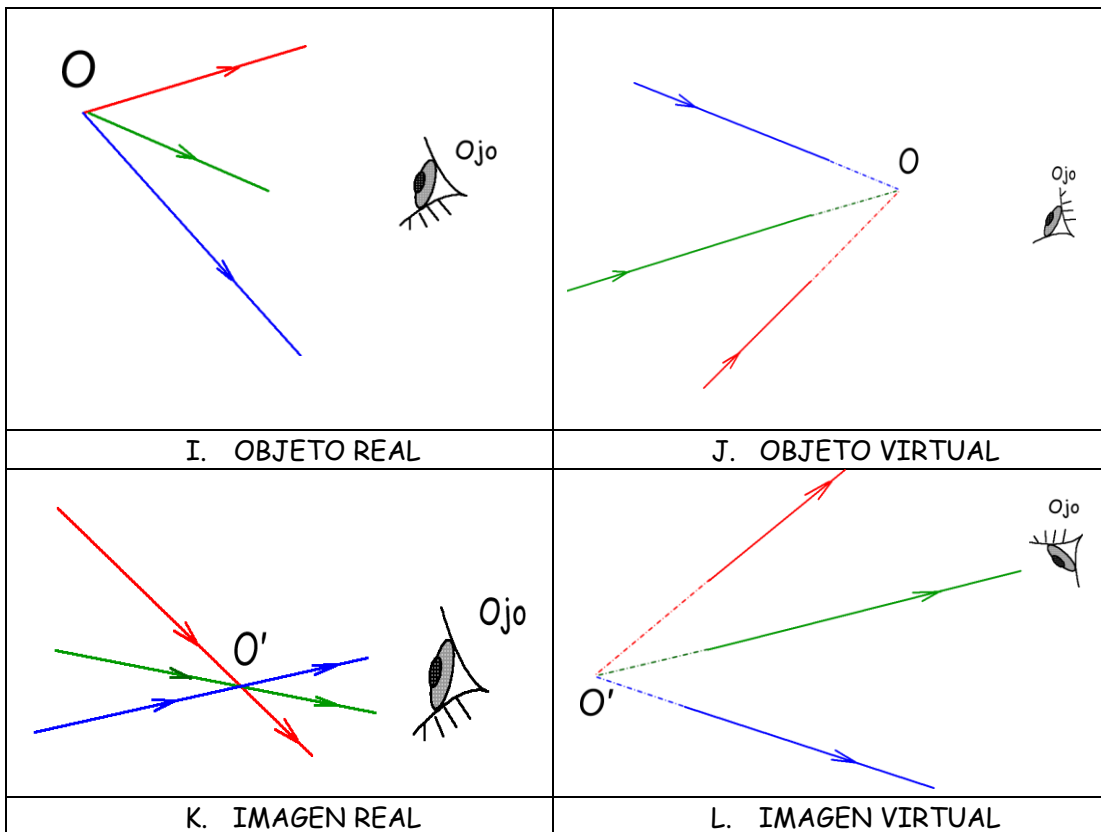 O
Ojo
O
Ojo
I. OBJETO REAL
J. OBJETO VIRTUAL
O'
Ojo
O'
Ojo
K. IMAGEN REAL
L. IMAGEN VIRTUAL